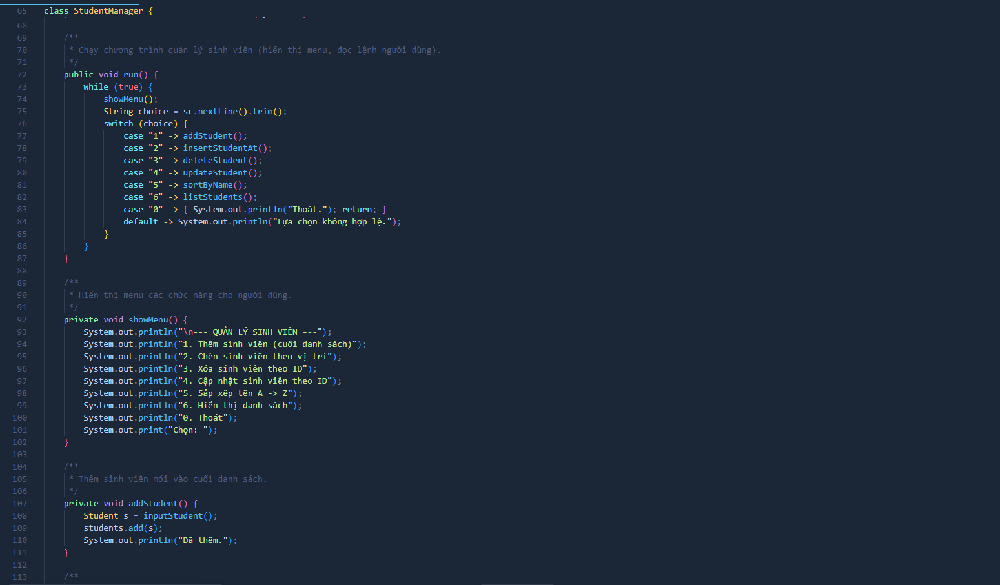 65 class StudentManager {
68
69 /**
70 * Chạy chương trình quản lý sinh viên (hiển thị menu, đọc lệnh người dùng).
71 */
72 public void run() {
73 while (true) {
74 showMenu();
75 String choice = sc.nextLine().trim();
76 switch (choice) {
77 case "1" -> addStudent();
78 case "2" -> insertStudentAt();
79 case "3" -> deleteStudent();
80 case "4" -> updateStudent();
81 case "5" -> sortByName();
82 case "6" -> listStudents();
83 case "0" -> { System.out.println("Thoát."); return; }
84 default -> System.out.println("Lựa chọn không hợp lệ.");
85 }
86 }
87 }
88
89 /**
90 * Hiển thị menu các chức năng cho người dùng.
91 */
92 private void showMenu() {
93 System.out.println("\n--- QUẢN LÝ SINH VIÊN ---");
94 System.out.println("1. Thêm sinh viên (cuối danh sách)");
95 System.out.println("2. Chèn sinh viên theo vị trí");
96 System.out.println("3. Xóa sinh viên theo ID");
97 System.out.println("4. Cập nhật sinh viên theo ID");
98 System.out.println("5. Sắp xếp tên A -> Z");
99 System.out.println("6. Hiển thị danh sách");
100 System.out.println("0. Thoát");
101 System.out.print("Chọn: ");
102 }
103
104 /**
105 * Thêm sinh viên mới vào cuối danh sách.
106 */
107 private void addStudent() {
108 Student s = inputStudent();
109 students.add(s);
110 System.out.println("Đã thêm.");
111 }
112
113 /**